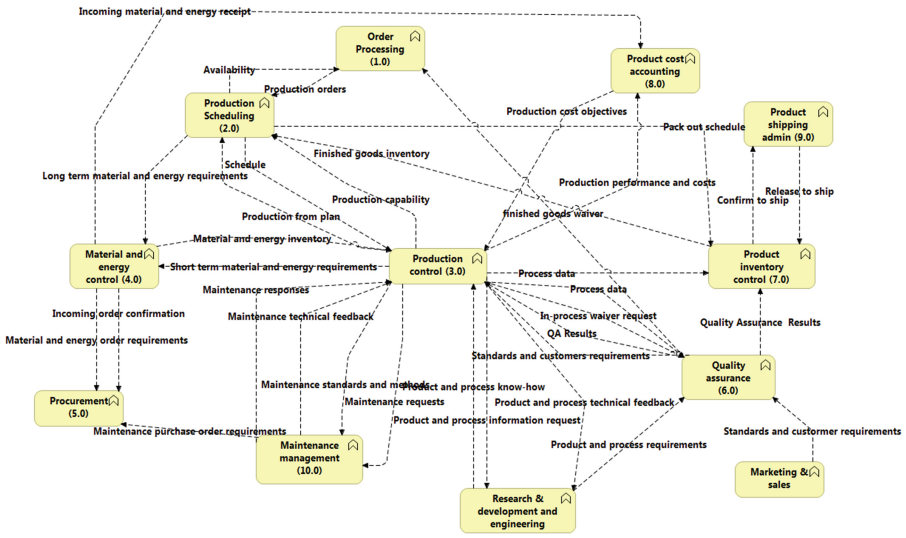 Incoming material and energy receipt
Order
Processing
(1.0)
Product cost
accounting
(8.0)
Availability
Production orders
Production
Scheduling
(2.0)
Production cost objectives
Product
shipping
admin (9.0)
Pack out schedule
Finished goods inventory
Schedule
Long term material and energy requirements
Production performance and costs
Release to ship
Production capability
Confirm to ship
finished goods waiver
Production from plan
Material and energy inventory
Material and
energy
control (4.0)
Production
control (3.0)
Product
inventory
control (7.0)
Short term material and energy requirements
Process data
Maintenance responses
Process data
Incoming order confirmation
Maintenance technical feedback
In-process waiver request
Quality Assurance Results
QA Results
Material and energy order requirements
Standards and customers requirements
Quality
assurance
(6.0)
Maintenance standards and methods
Product and process know-how
Procurement
(5.0)
Maintenance requests
Product and process technical feedback
Product and process information request
Maintenance purchase order requirements
Standards and customer requirements
Product and process requirements
Maintenance
management
(10.0)
Marketing &
sales
Research &
development and
engineering